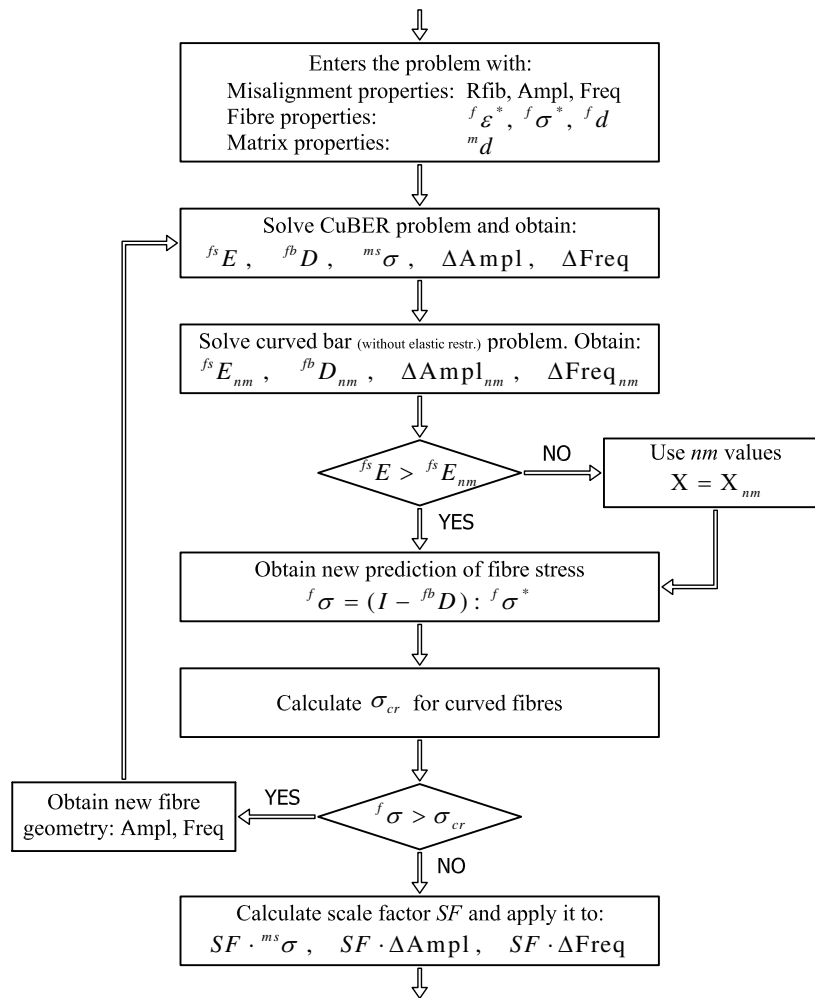 Enters the problem with:
Misalignment properties: Rfib, Ampl, Freq
Fibre properties: ᶠε*, ᶠσ*, ᶠd
Matrix properties: ᵐd
Solve CuBER problem and obtain:
ᶠˢE , ᶠᵇD , ᵐˢσ , ΔAmpl , ΔFreq
Solve curved bar (without elastic restr.) problem. Obtain:
ᶠˢE_nm , ᶠᵇD_nm , ΔAmpl_nm , ΔFreq_nm
ᶠˢE > ᶠˢE_nm
NO
Use nm values
X = X_nm
YES
Obtain new prediction of fibre stress
ᶠσ = (I − ᶠᵇD) : ᶠσ*
Calculate σ_cr for curved fibres
ᶠσ > σ_cr
YES
Obtain new fibre
geometry: Ampl, Freq
NO
Calculate scale factor SF and apply it to:
SF · ᵐˢσ , SF · ΔAmpl , SF · ΔFreq